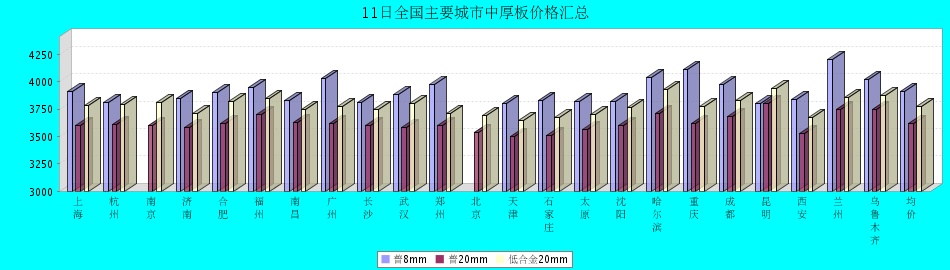 11日全国主要城市中厚板价格汇总
4250
4000
3750
3500
3250
3000
上海
杭州
南京
济南
合肥
福州
南昌
广州
长沙
武汉
郑州
北京
天津
石家庄
太原
沈阳
哈尔滨
重庆
成都
昆明
西安
兰州
乌鲁木齐
均价
普8mm 普20mm 低合金20mm